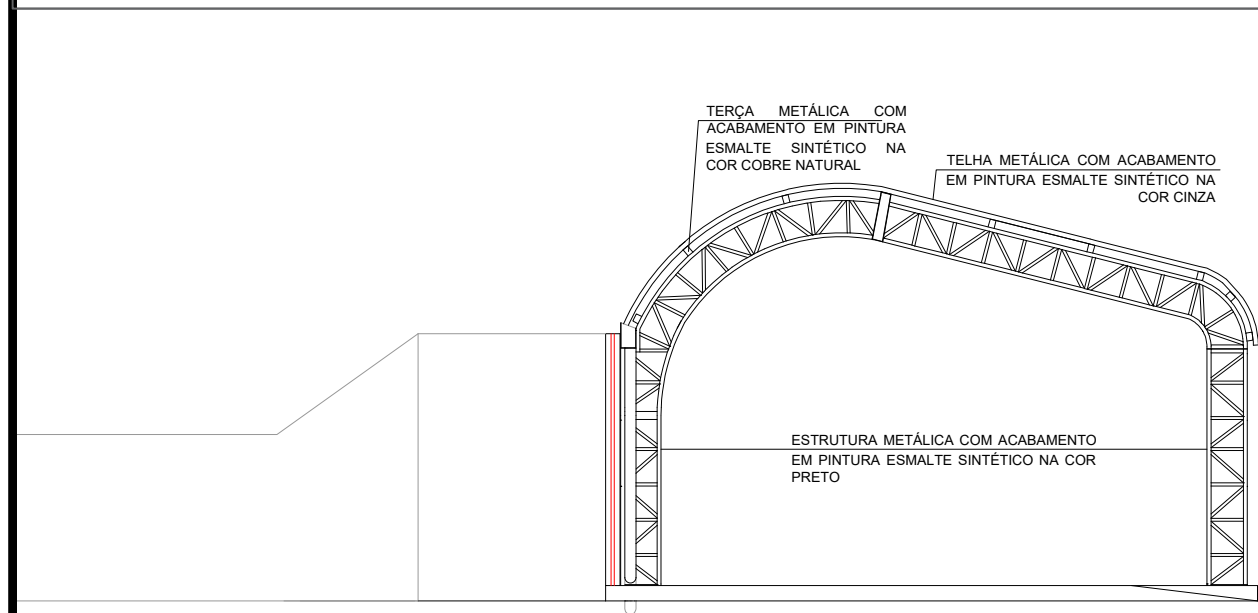 TERÇA METÁLICA COM
ACABAMENTO EM PINTURA
ESMALTE SINTÉTICO NA
COR COBRE NATURAL
TELHA METÁLICA COM ACABAMENTO
EM PINTURA ESMALTE SINTÉTICO NA
COR CINZA
ESTRUTURA METÁLICA COM ACABAMENTO
EM PINTURA ESMALTE SINTÉTICO NA COR
PRETO